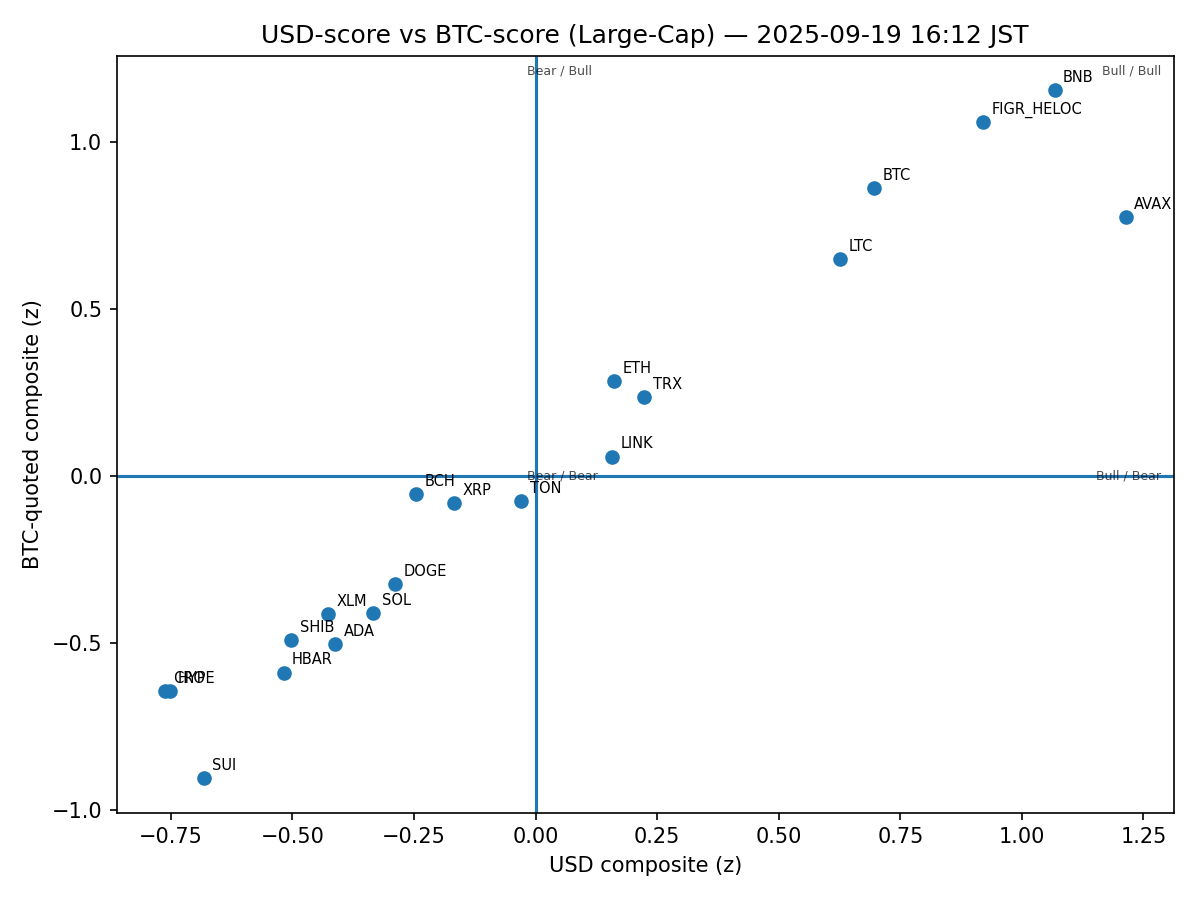 USD-score vs BTC-score (Large-Cap) — 2025-09-19 16:12 JST
Bear / Bull
Bull / Bull
BNB
FIGR_HELOC
BTC
AVAX
LTC
ETH
TRX
LINK
Bear / Bear
Bull / Bear
BCH
XRP
TON
DOGE
XLM
SOL
SHIB
ADA
HBAR
CRO
HYPE
SUI
1.0
0.5
0.0
−0.5
−1.0
BTC-quoted composite (z)
−0.75
−0.50
−0.25
0.00
0.25
0.50
0.75
1.00
1.25
USD composite (z)